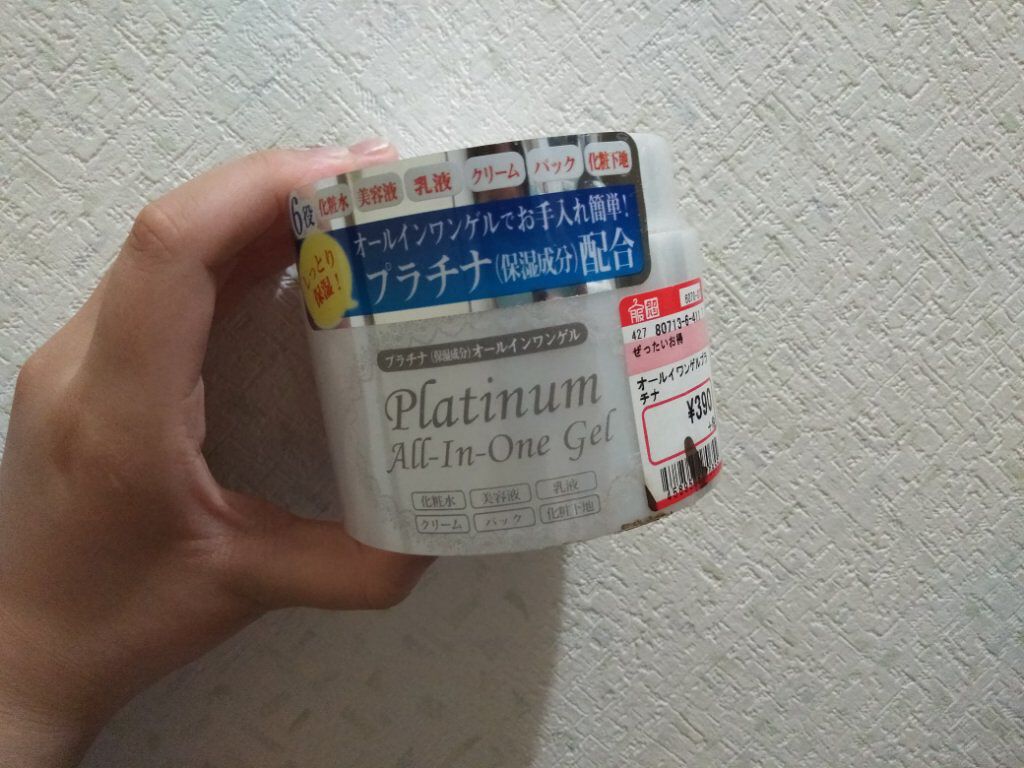 6役 化粧水 美容液 乳液 クリーム パック 化粧下地
しっとり
保湿！
オールインワンゲルでお手入れ簡単！
プラチナ(保湿成分)配合
プラチナ(保湿成分)オールインワンゲル
Platinum
All-In-One Gel
化粧水 美容液 乳液
クリーム パック 化粧下地
427 80713-6-41
ぜったいお得
オールイワンゲルプラ
チナ
¥390